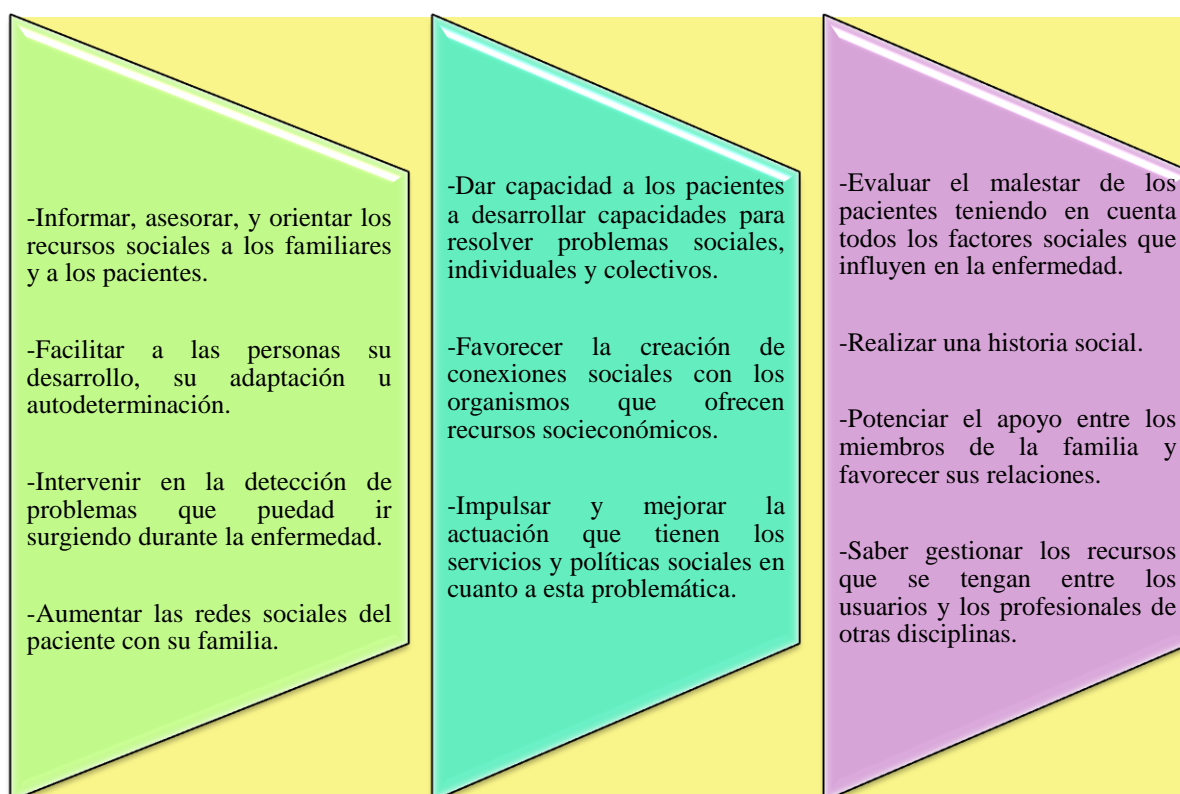 -Informar, asesorar, y orientar los
recursos sociales a los familiares
y a los pacientes.
-Facilitar a las personas su
desarrollo, su adaptación u
autodeterminación.
-Intervenir en la detección de
problemas que puedad ir
surgiendo durante la enfermedad.
-Aumentar las redes sociales del
paciente con su familia.
-Dar capacidad a los pacientes
a desarrollar capacidades para
resolver problemas sociales,
individuales y colectivos.
-Favorecer la creación de
conexiones sociales con los
organismos que ofrecen
recursos socieconómicos.
-Impulsar y mejorar la
actuación que tienen los
servicios y políticas sociales en
cuanto a esta problemática.
-Evaluar el malestar de los
pacientes teniendo en cuenta
todos los factores sociales que
influyen en la enfermedad.
-Realizar una historia social.
-Potenciar el apoyo entre los
miembros de la familia y
favorecer sus relaciones.
-Saber gestionar los recursos
que se tengan entre los
usuarios y los profesionales de
otras disciplinas.